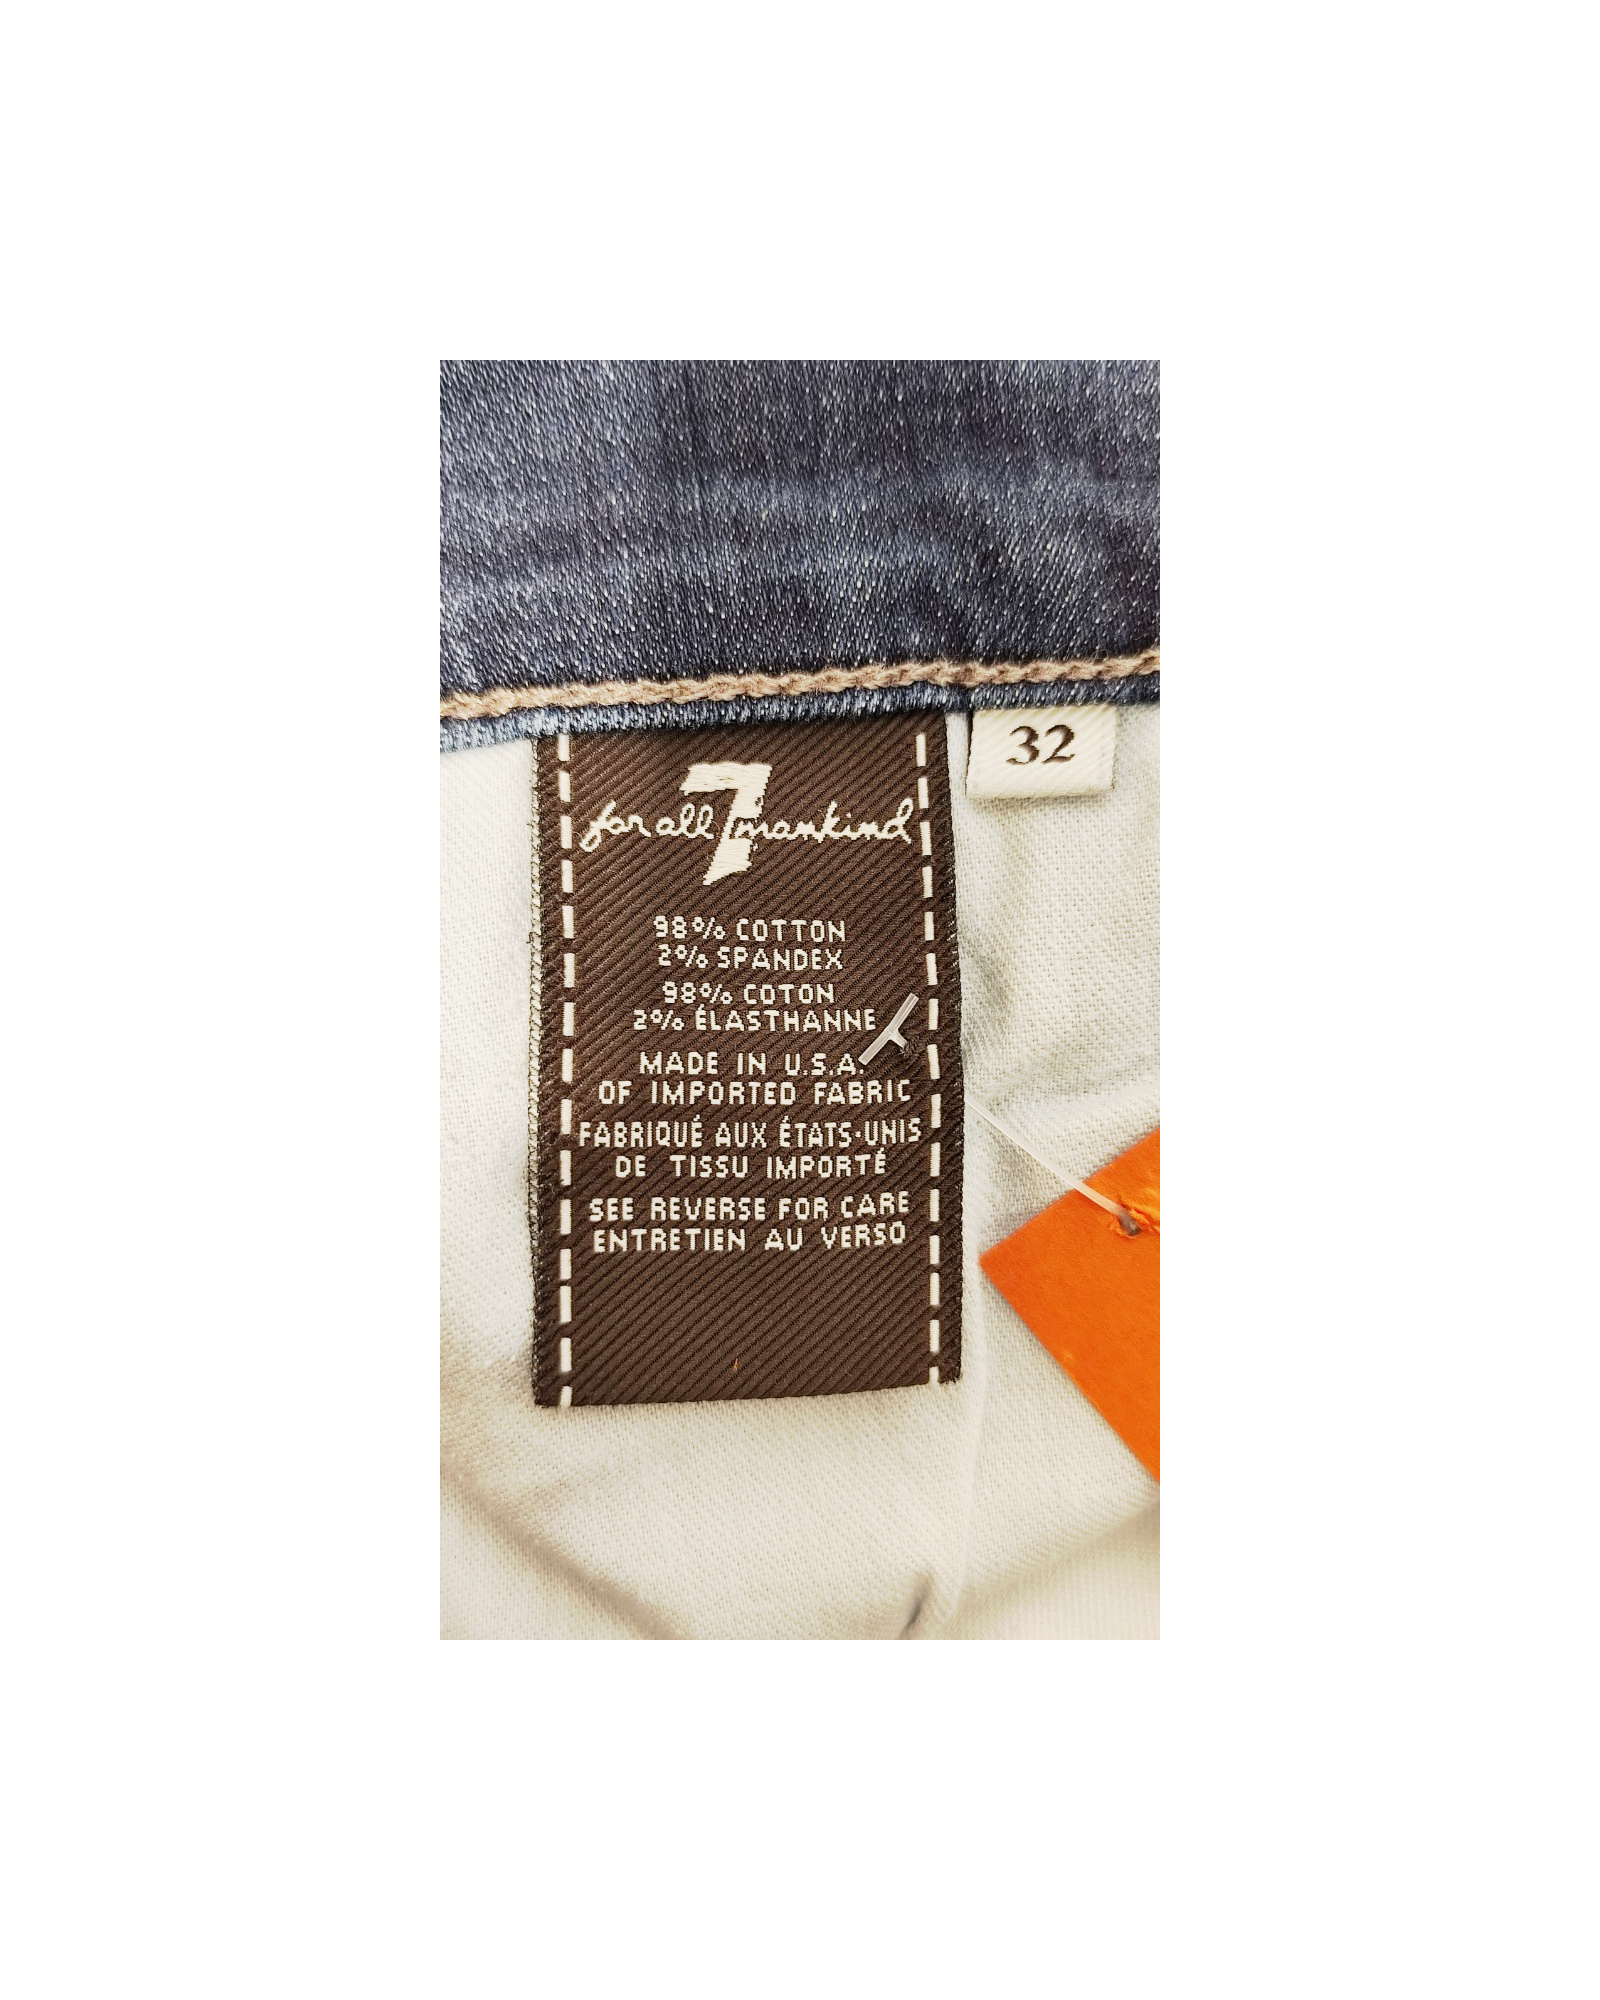 32
7
for all mankind
98% COTTON
2% SPANDEX
98% COTON
2% ÉLASTHANNE
MADE IN U.S.A.
OF IMPORTED FABRIC
FABRIQUÉ AUX ÉTATS-UNIS
DE TISSU IMPORTÉ
SEE REVERSE FOR CARE
ENTRETIEN AU VERSO